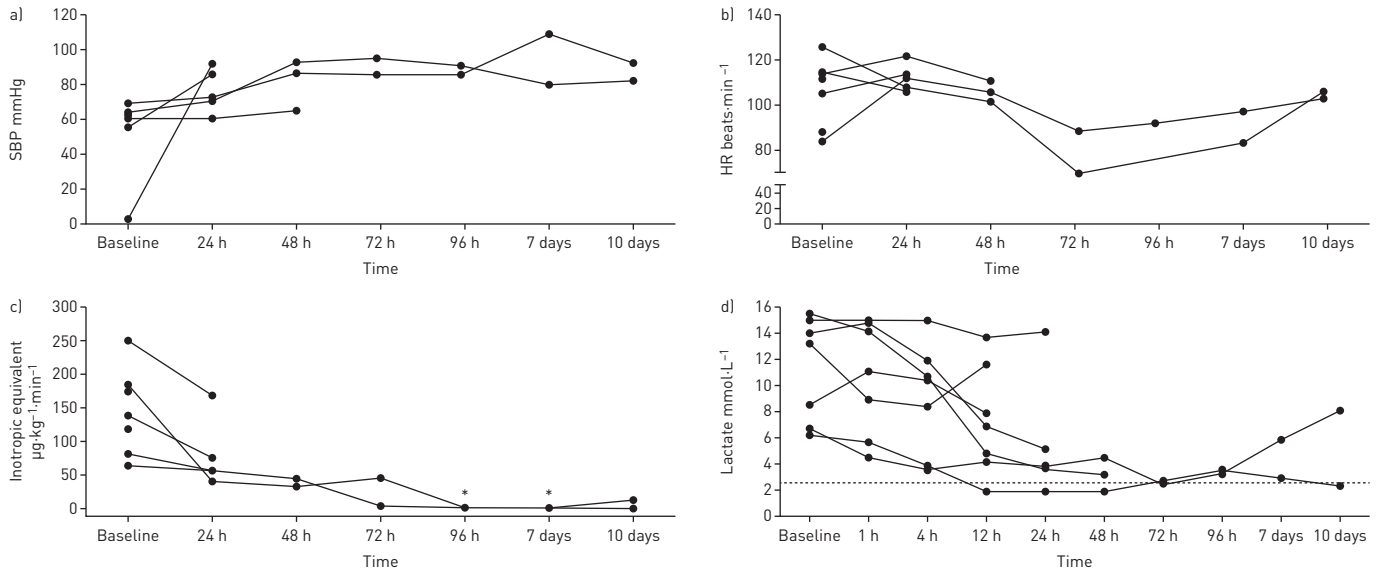 a)
SBP mmHg
120
100
80
60
40
20
0
Baseline 24 h 48 h 72 h 96 h 7 days 10 days
Time
b)
HR beats·min⁻¹
140
120
100
80
40
20
0
Baseline 24 h 48 h 72 h 96 h 7 days 10 days
Time
c)
Inotropic equivalent
µg·kg⁻¹·min⁻¹
300
250
200
150
100
50
0
* *
Baseline 24 h 48 h 72 h 96 h 7 days 10 days
Time
d)
Lactate mmol·L⁻¹
16
14
12
10
8
6
4
2
0
Baseline 1 h 4 h 12 h 24 h 48 h 72 h 96 h 7 days 10 days
Time